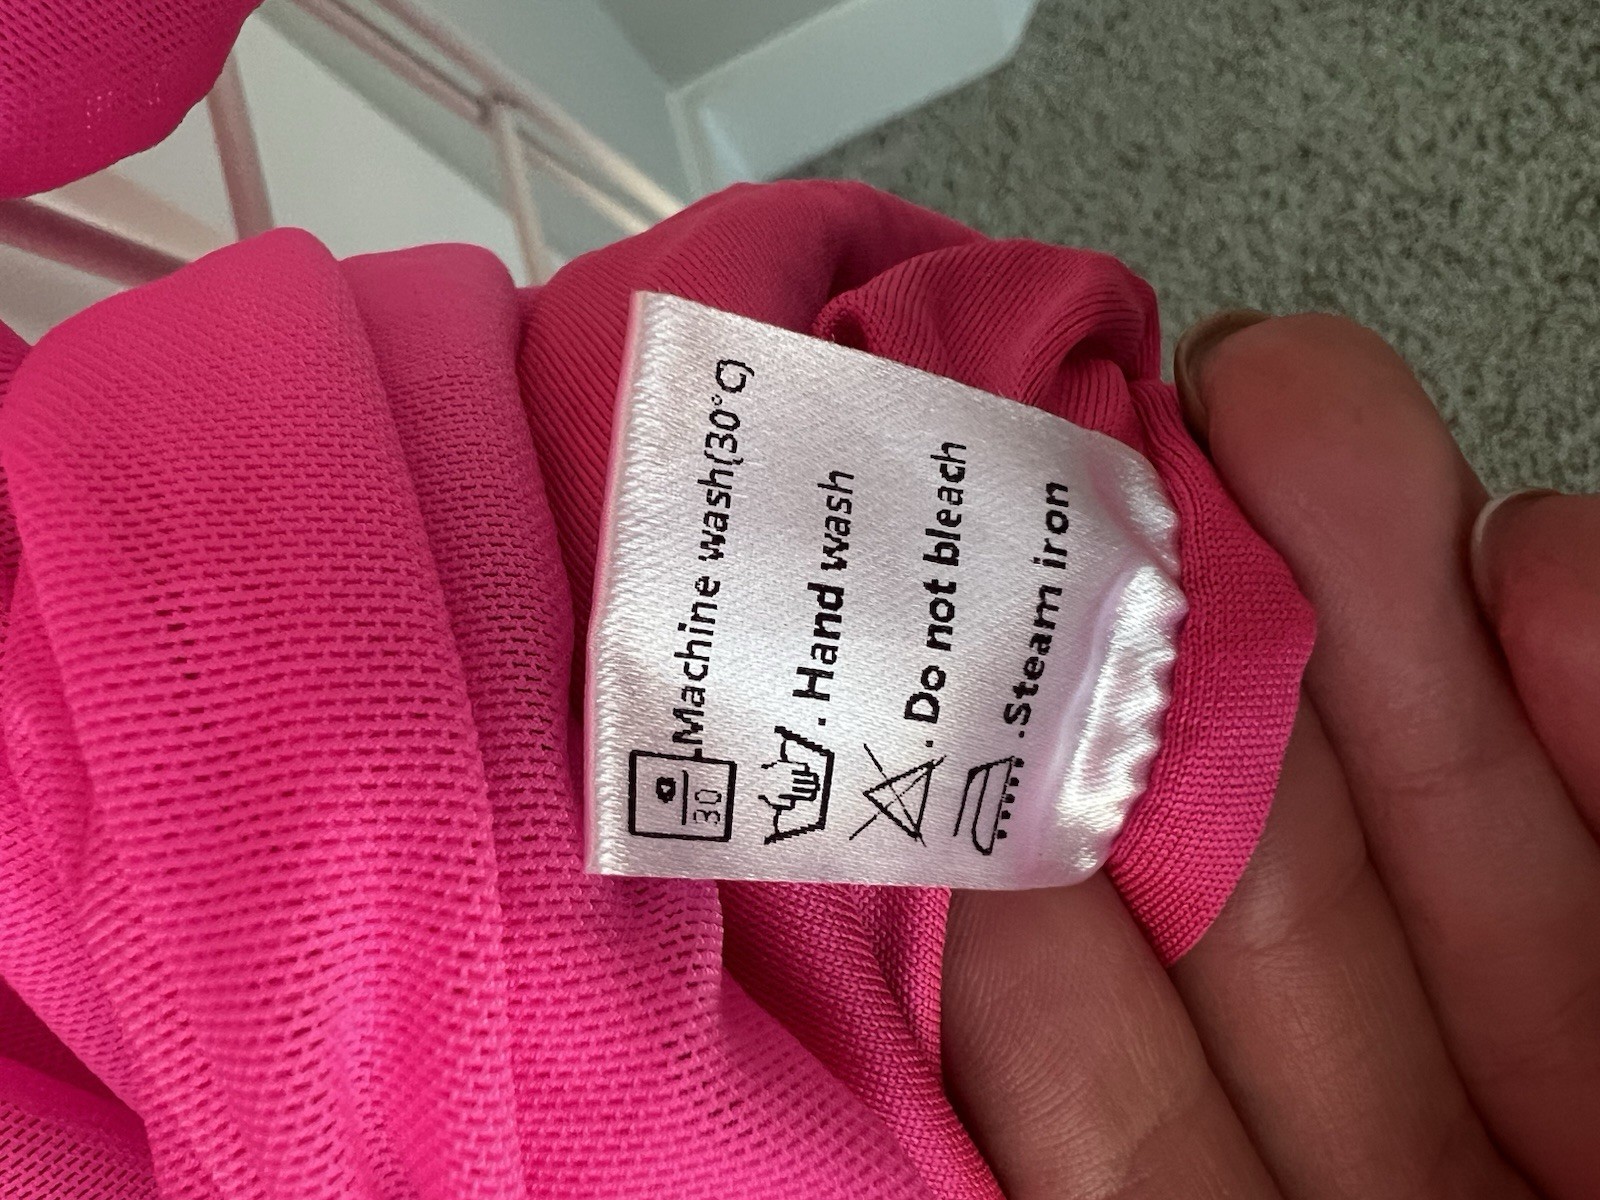 30 .Machine wash(30°C)
. Hand wash
. Do not bleach
.Steam iron